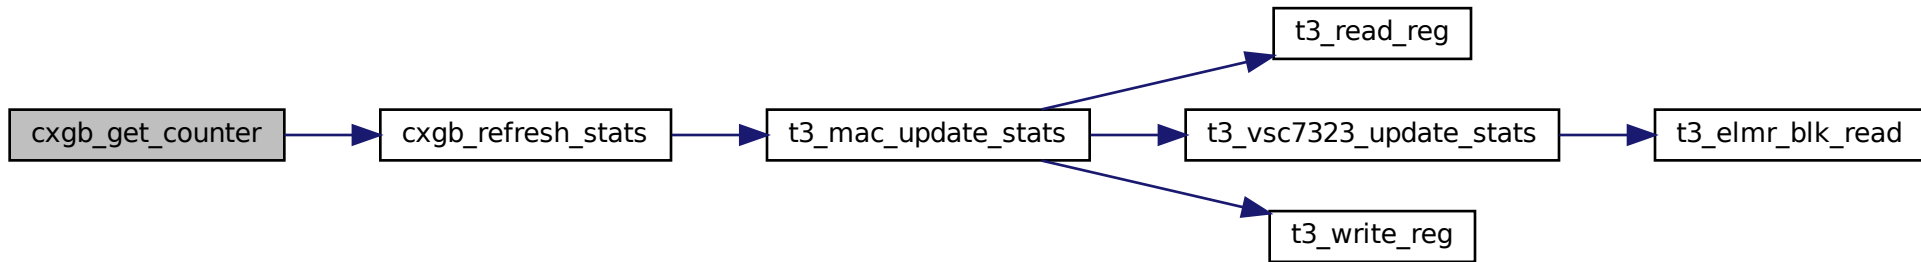 cxgb_get_counter
cxgb_refresh_stats
t3_mac_update_stats
t3_read_reg
t3_vsc7323_update_stats
t3_elmr_blk_read
t3_write_reg